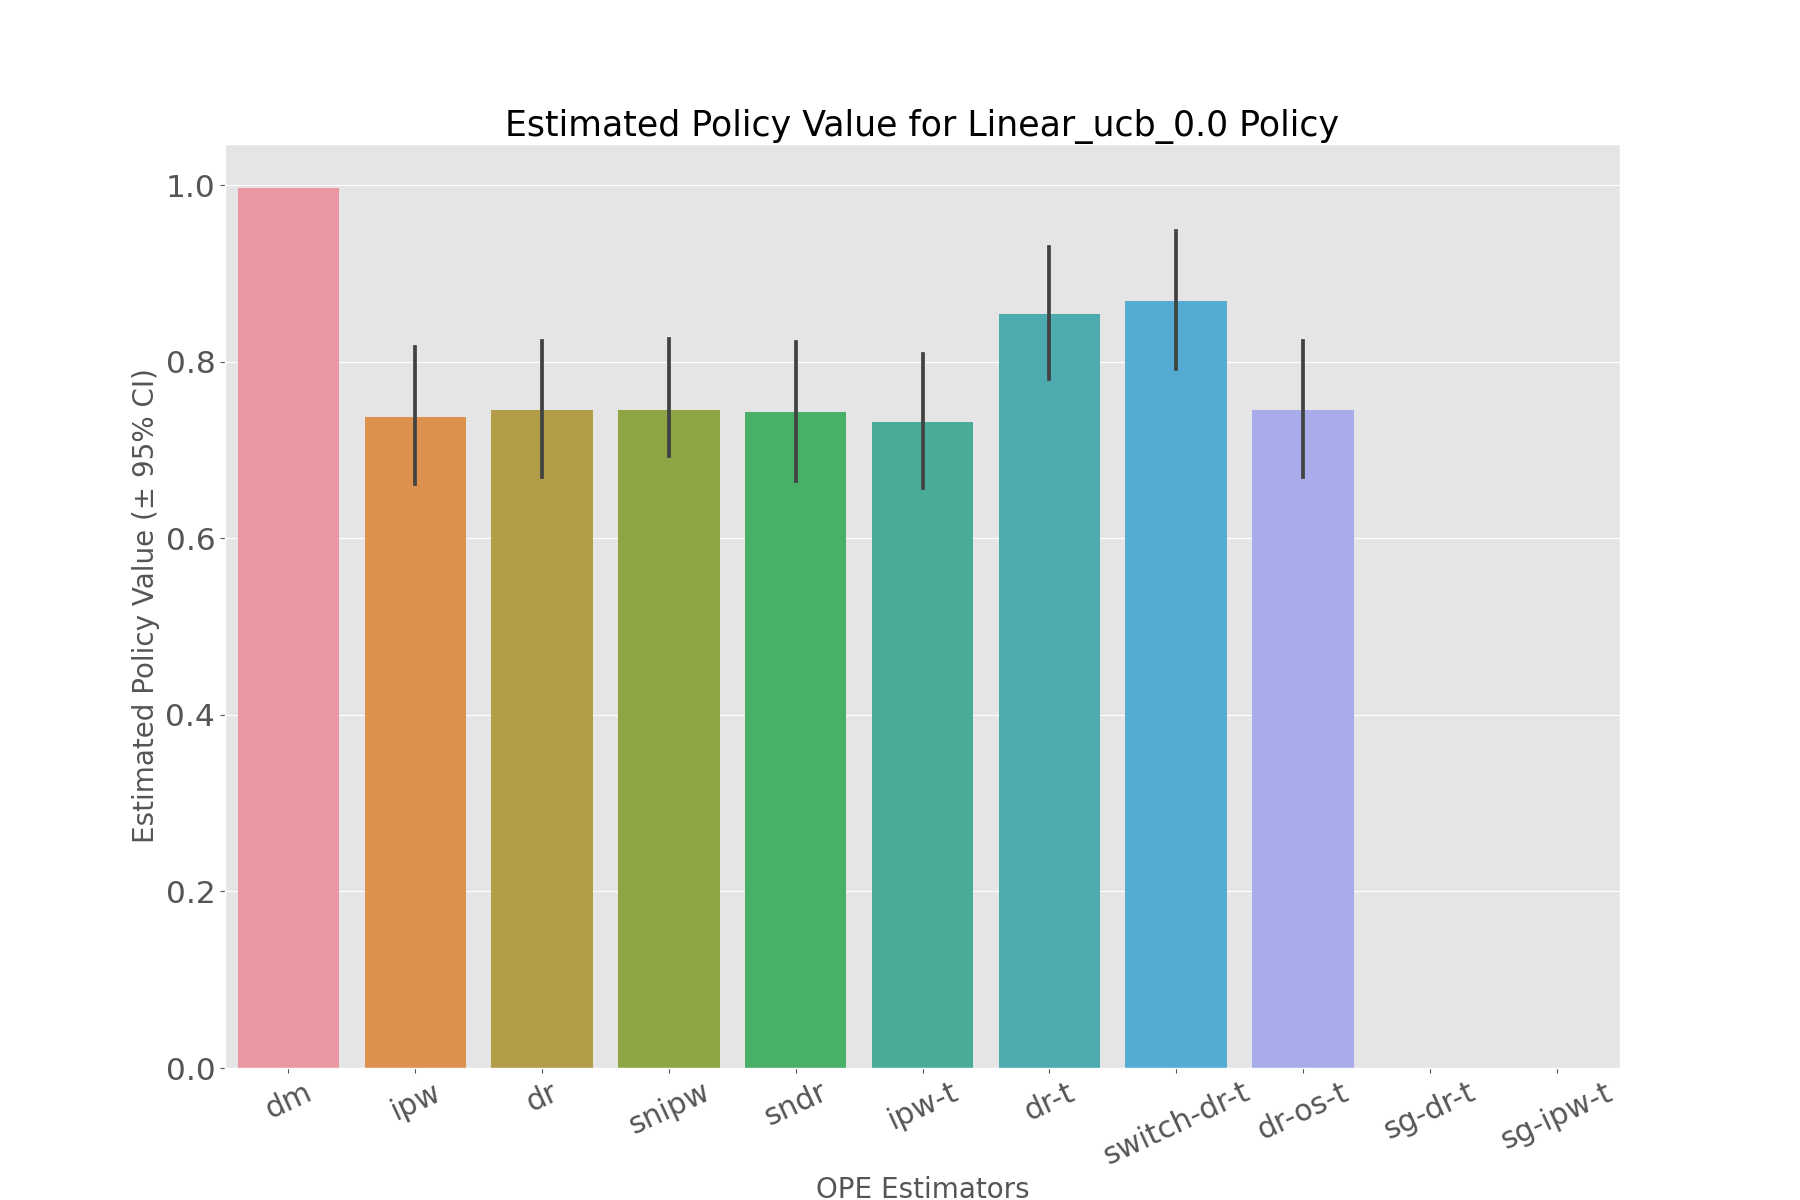 Estimated Policy Value for Linear_ucb_0.0 Policy
Estimated Policy Value (± 95% CI)
1.0
0.8
0.6
0.4
0.2
0.0
dm
ipw
dr
snipw
sndr
ipw-t
dr-t
switch-dr-t
dr-os-t
sg-dr-t
sg-ipw-t
OPE Estimators